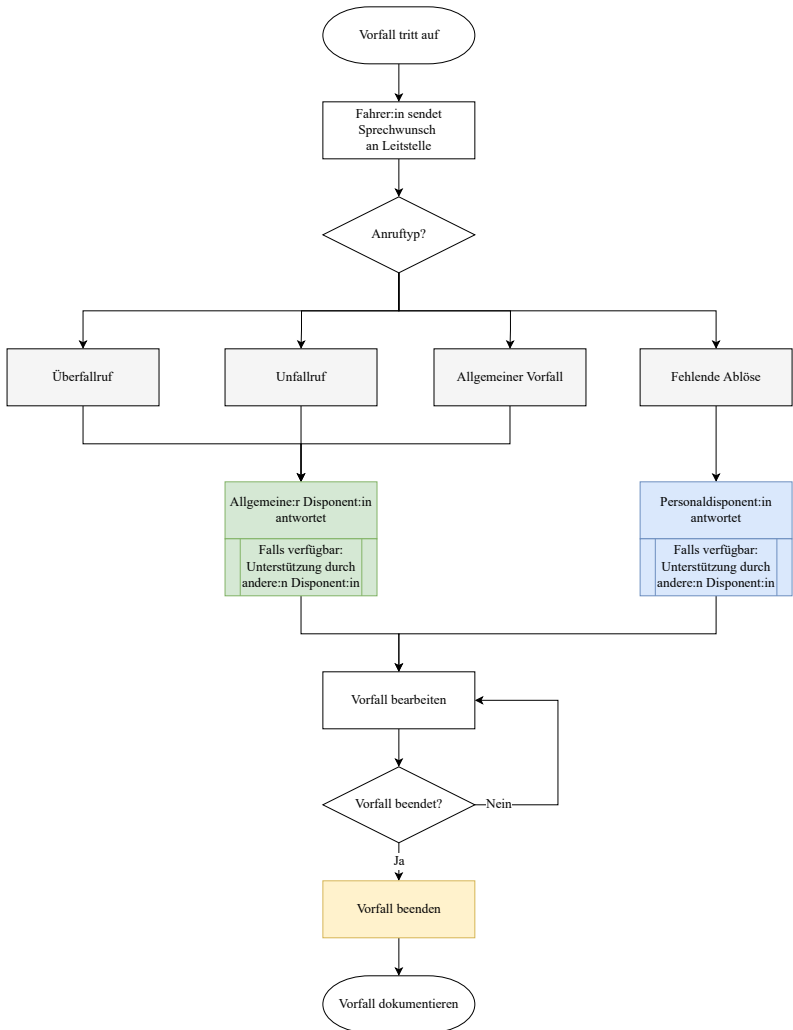 Vorfall tritt auf
Fahrer:in sendet
Sprechwunsch
an Leitstelle
Anruftyp?
Überfallruf
Unfallruf
Allgemeiner Vorfall
Fehlende Ablöse
Allgemeine:r Disponent:in
antwortet
Falls verfügbar:
Unterstützung durch
andere:n Disponent:in
Personaldisponent:in
antwortet
Falls verfügbar:
Unterstützung durch
andere:n Disponent:in
Vorfall bearbeiten
Vorfall beendet?
Nein
Ja
Vorfall beenden
Vorfall dokumentieren